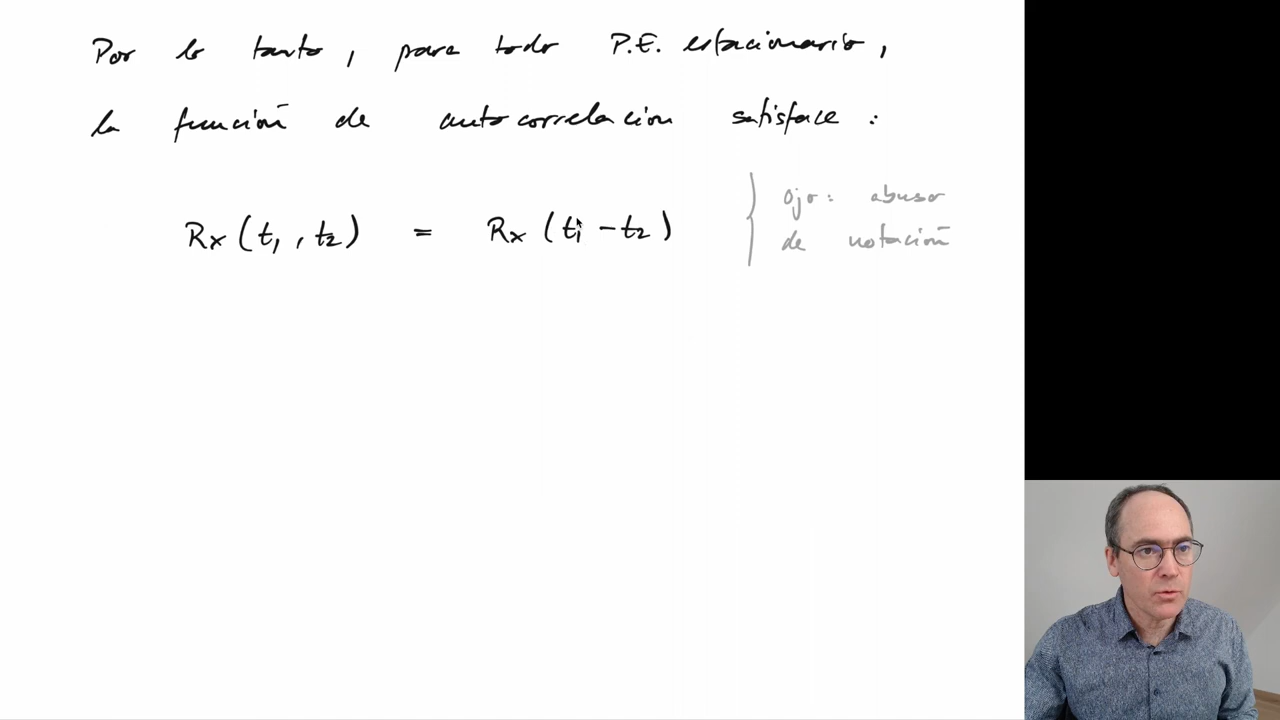 Por lo tanto, para todo P.E. estacionario,
la función de autocorrelación satisface:
Rx (t1, t2) = Rx (t1 - t2)
Ojo: abuso
de notación